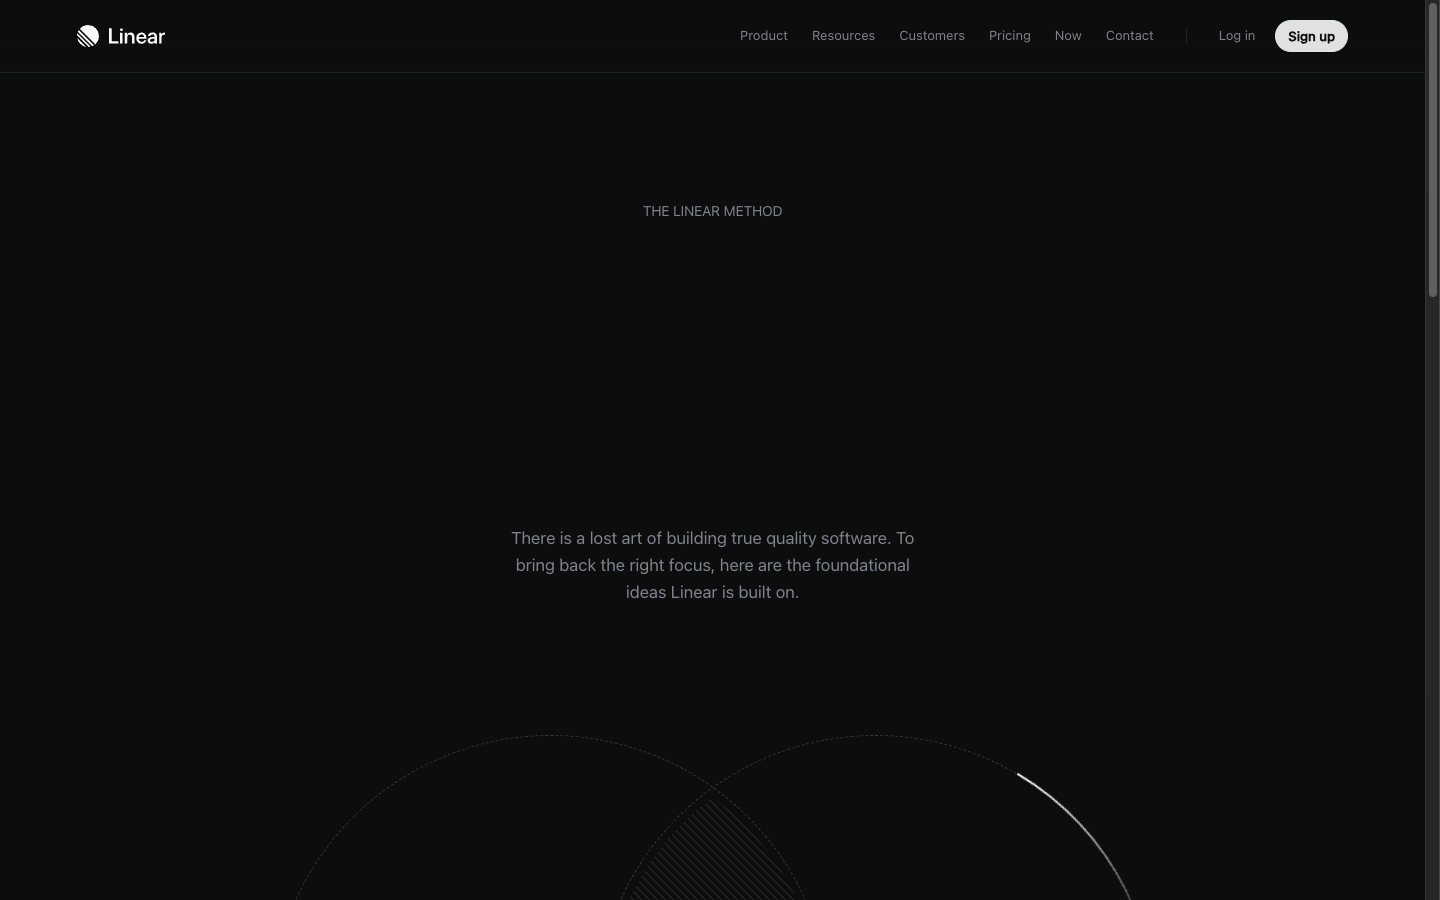 Linear
Product
Resources
Customers
Pricing
Now
Contact
Log in
Sign up
THE LINEAR METHOD
There is a lost art of building true quality software. To
bring back the right focus, here are the foundational
ideas Linear is built on.